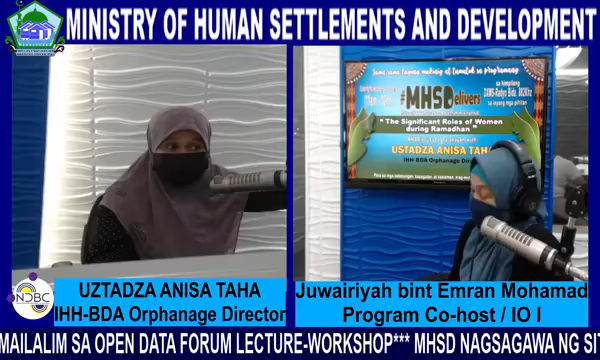 MINISTRY OF HUMAN SETTLEMENTS AND DEVELOPMENT
#MHSDelivers
"The Significant Roles of Women
during Ramadhan"
USTADZA ANISA TAHA
IHH-BDA Orphanage Director
NDBC
UZTADZA ANISA TAHA
IHH-BDA Orphanage Director
Juwairiyah bint Emran Mohamad
Program Co-host / IO I
MAILALIM SA OPEN DATA FORUM LECTURE-WORKSHOP*** MHSD NAGSAGAWA NG SIT